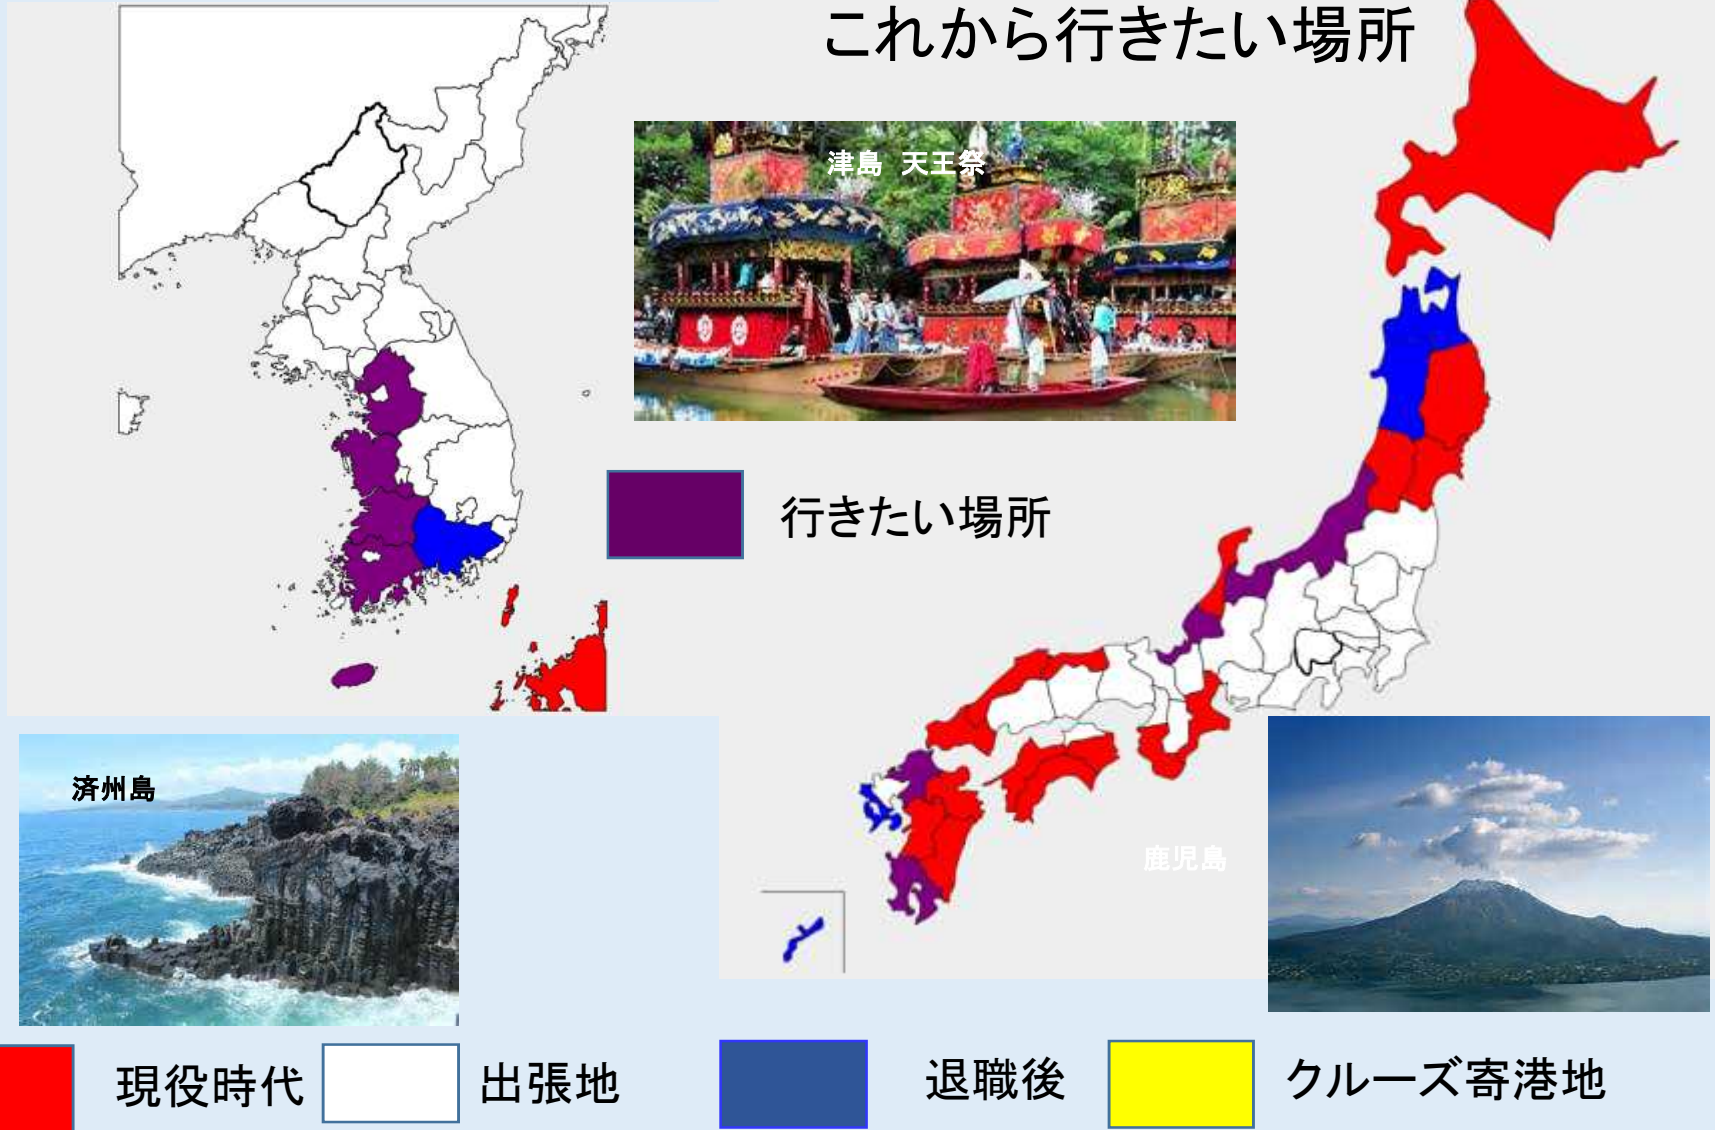 これから行きたい場所
津島 天王祭
行きたい場所
済州島
鹿児島
現役時代
出張地
退職後
クルーズ寄港地